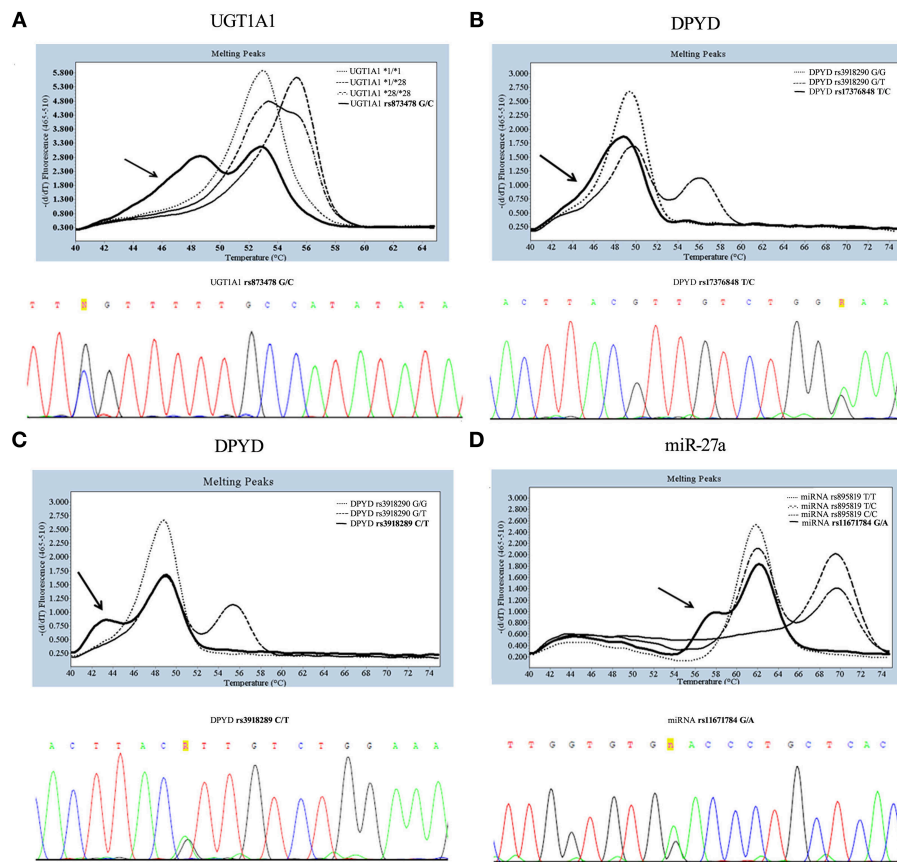 A
UGT1A1
Melting Peaks
-(d/dT) Fluorescence (465-510)
5.800
5.300
4.800
4.300
3.800
3.300
2.800
2.300
1.800
1.300
0.800
0.300
UGT1A1 *1/*1
UGT1A1 *1/*28
UGT1A1 *28/*28
UGT1A1 rs873478 G/C
40 42 44 46 48 50 52 54 56 58 60 62 64
Temperature (°C)
UGT1A1 rs873478 G/C
T T G T T T T T G C C A T A T A T A
B
DPYD
Melting Peaks
-(d/dT) Fluorescence (465-510)
3.000
2.750
2.500
2.250
2.000
1.750
1.500
1.250
1.000
0.750
0.500
0.250
DPYD rs3918290 G/G
DPYD rs3918290 G/T
DPYD rs17376848 T/C
40 42 44 46 48 50 52 54 56 58 60 62 64 66 68 70 72 74
Temperature (°C)
DPYD rs17376848 T/C
A C T T A C G T T G T C T G G R A A
C
DPYD
Melting Peaks
-(d/dT) Fluorescence (465-510)
3.000
2.750
2.500
2.250
2.000
1.750
1.500
1.250
1.000
0.750
0.500
0.250
DPYD rs3918290 G/G
DPYD rs3918290 G/T
DPYD rs3918289 C/T
40 42 44 46 48 50 52 54 56 58 60 62 64 66 68 70 72 74
Temperature (°C)
DPYD rs3918289 C/T
A C T T A C R T T G T C T G G A A A
D
miR-27a
Melting Peaks
-(d/dT) Fluorescence (465-510)
3.000
2.800
2.600
2.400
2.200
2.000
1.800
1.600
1.400
1.200
1.000
0.800
0.600
0.400
0.200
miRNA rs895819 T/T
miRNA rs895819 T/C
miRNA rs895819 C/C
miRNA rs11671784 G/A
40 42 44 46 48 50 52 54 56 58 60 62 64 66 68 70 72 74
Temperature (°C)
miRNA rs11671784 G/A
T T G G T G T G A C C C T G C T C A C